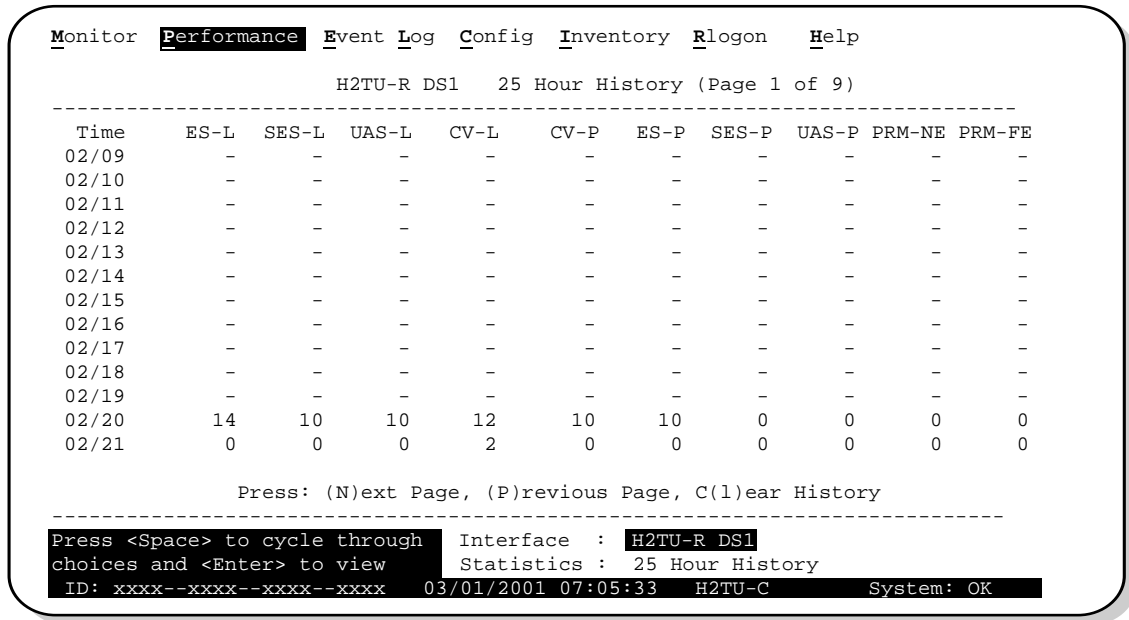 Monitor Performance Event Log Config Inventory Rlogon Help
H2TU-R DS1 25 Hour History (Page 1 of 9)
--------------------------------------------------------------------------------
Time ES-L SES-L UAS-L CV-L CV-P ES-P SES-P UAS-P PRM-NE PRM-FE
02/09 - - - - - - - - - -
02/10 - - - - - - - - - -
02/11 - - - - - - - - - -
02/12 - - - - - - - - - -
02/13 - - - - - - - - - -
02/14 - - - - - - - - - -
02/15 - - - - - - - - - -
02/16 - - - - - - - - - -
02/17 - - - - - - - - - -
02/18 - - - - - - - - - -
02/19 - - - - - - - - - -
02/20 14 10 10 12 10 10 0 0 0 0
02/21 0 0 0 2 0 0 0 0 0 0
Press: (N)ext Page, (P)revious Page, C(l)ear History
-------------------------------------------------------------------------------
Press <Space> to cycle through Interface : H2TU-R DS1
choices and <Enter> to view Statistics : 25 Hour History
ID: xxxx--xxxx--xxxx--xxxx 03/01/2001 07:05:33 H2TU-C System: OK